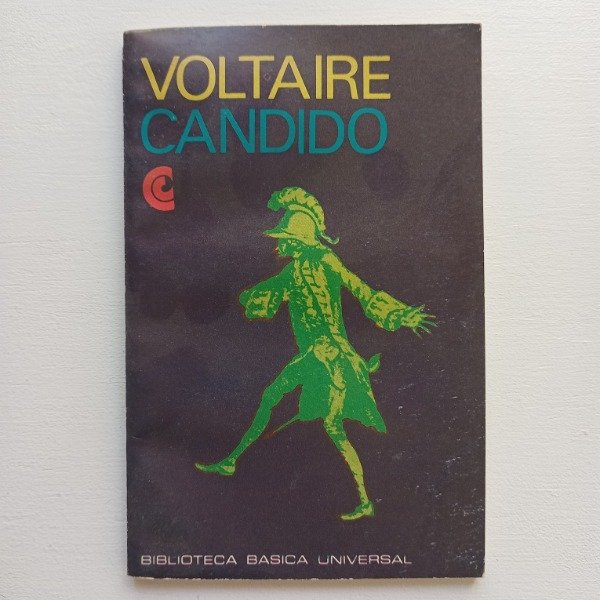 VOLTAIRE
CANDIDO
BIBLIOTECA BASICA UNIVERSAL